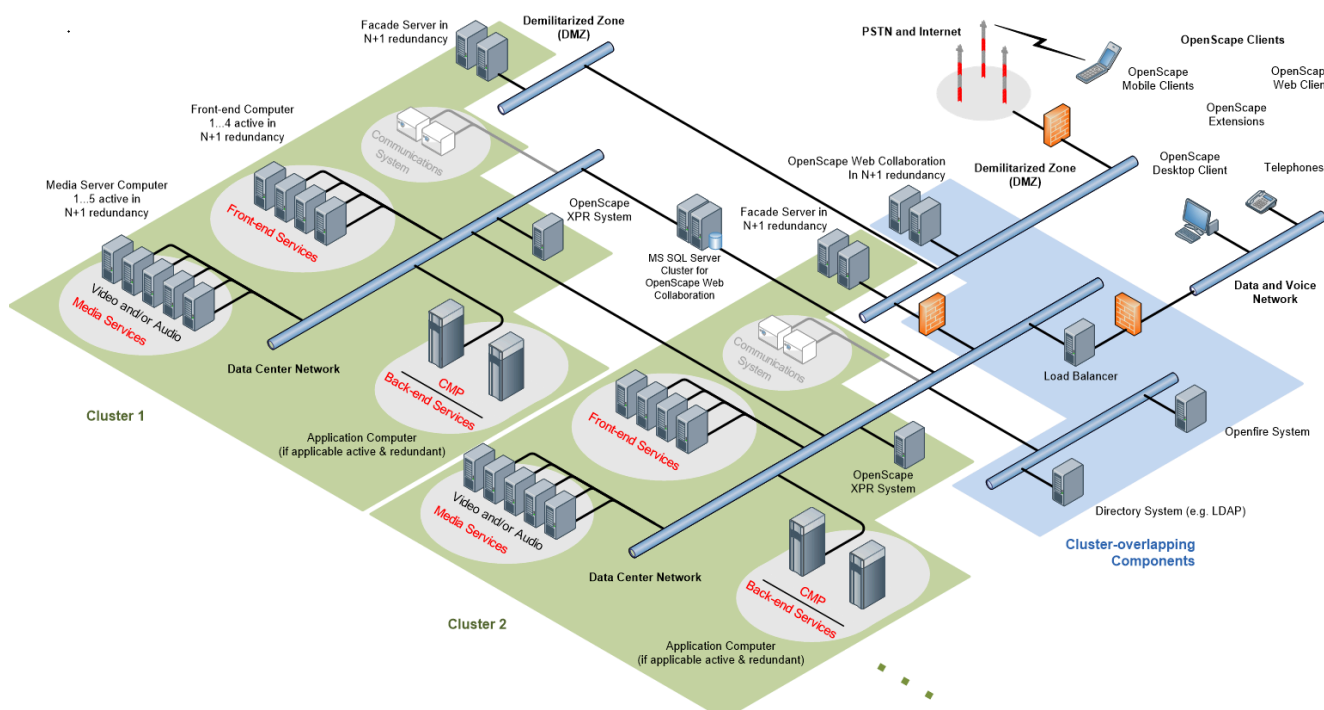 Facade Server in
N+1 redundancy
Demilitarized Zone
(DMZ)
PSTN and Internet
OpenScape Clients
OpenScape
Mobile Clients
OpenScape
Web Client
OpenScape
Extensions
Front-end Computer
1...4 active in
N+1 redundancy
Communications
System
OpenScape Web Collaboration
In N+1 redundancy
Demilitarized Zone
(DMZ)
OpenScape
Desktop Client
Telephones
Media Server Computer
1...5 active in
N+1 redundancy
Front-end Services
OpenScape
XPR System
Facade Server in
N+1 redundancy
MS SQL Server
Cluster for
OpenScape Web
Collaboration
Video and/or Audio
Media Services
Data and Voice
Network
Data Center Network
CMP
Back-end Services
Communications
System
Load Balancer
Cluster 1
Application Computer
(if applicable active & redundant)
Front-end Services
Openfire System
OpenScape
XPR System
Video and/or Audio
Media Services
Directory System (e.g. LDAP)
Cluster-overlapping
Components
Data Center Network
CMP
Back-end Services
Cluster 2
Application Computer
(if applicable active & redundant)